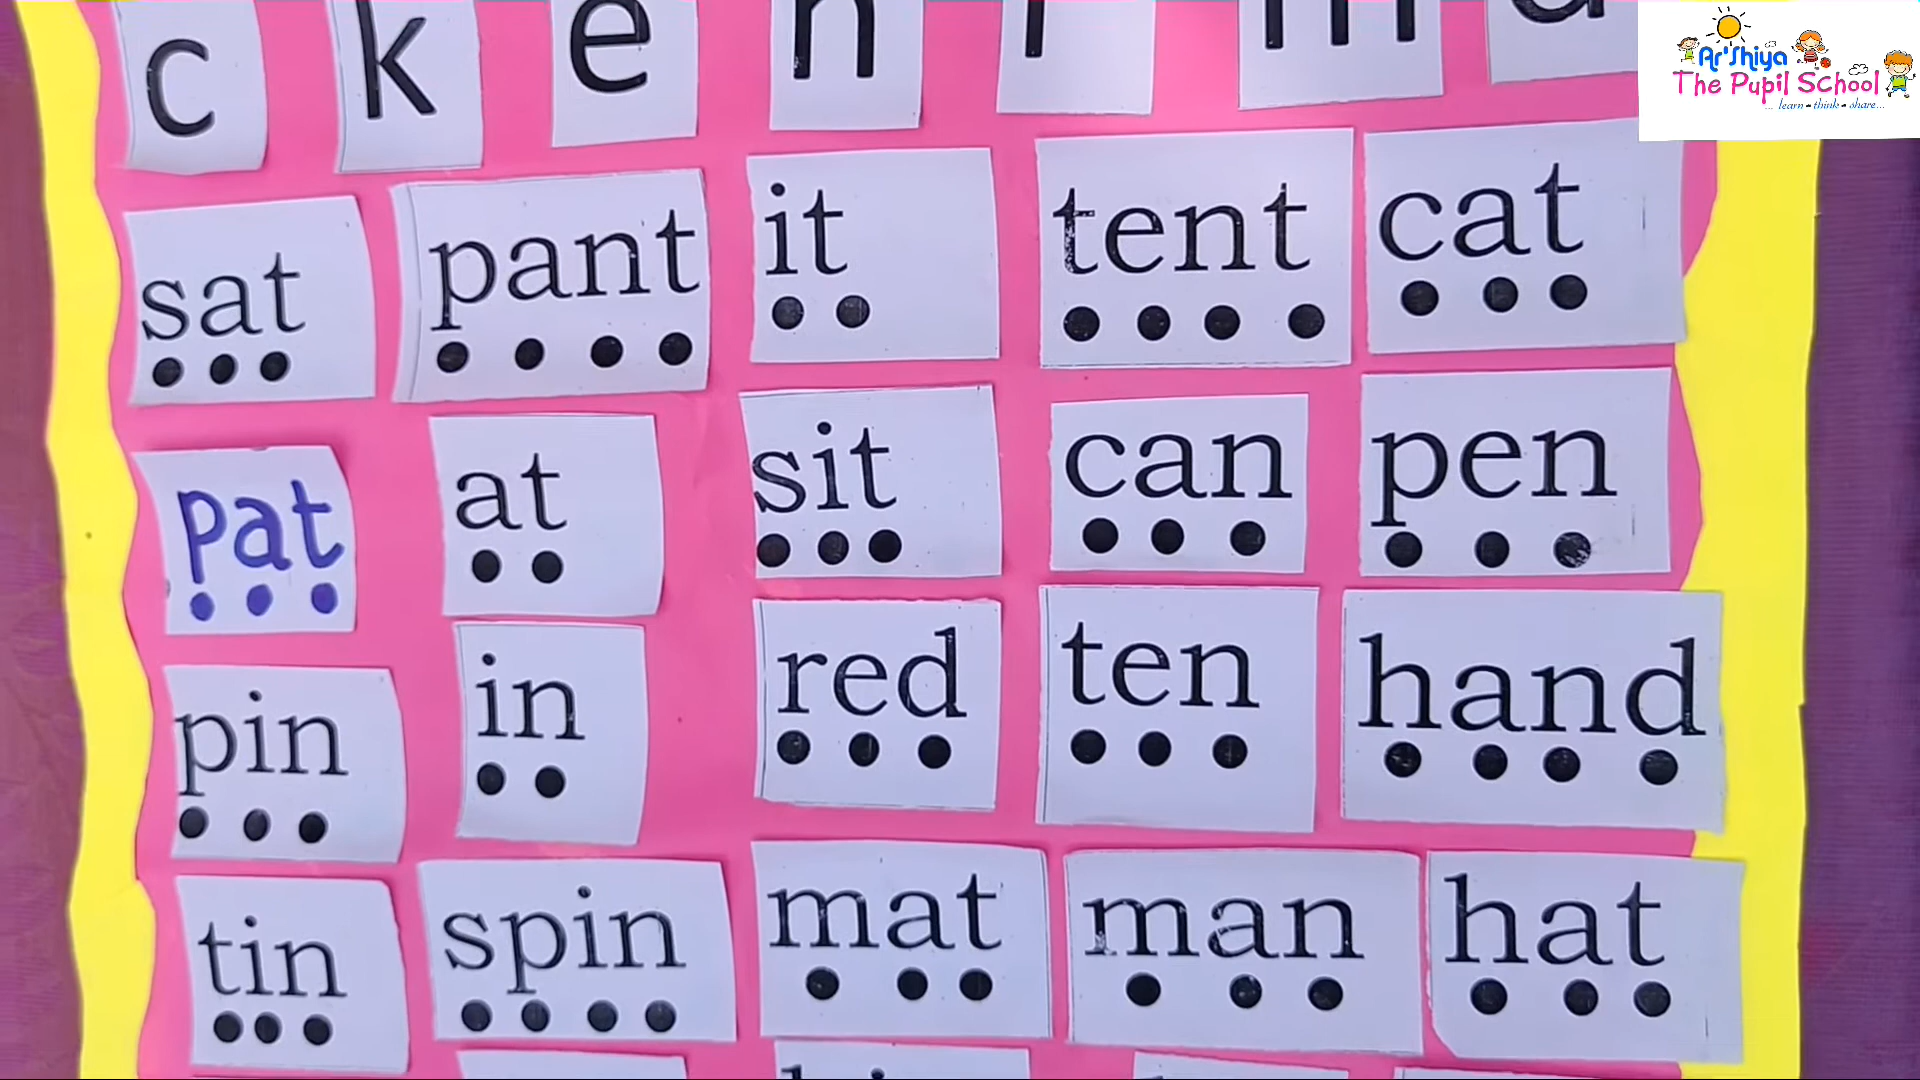 c k e n
Ar'Shiya
The Pupil School
... learn - think - share...
sat pant it tent cat
pat at sit can pen
pin in red ten hand
tin spin mat man hat